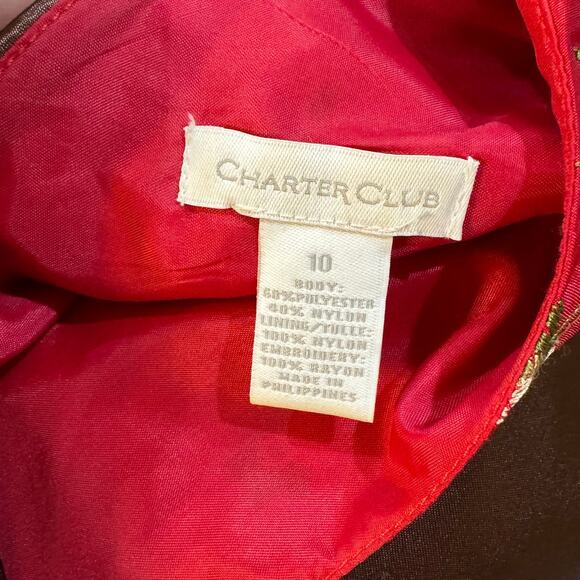 CHARTER CLUB
10
BODY:
60%POLYESTER
40% NYLON
LINING/TULLE:
100% NYLON
EMBROIDERY:
100% RAYON
MADE IN
PHILIPPINES